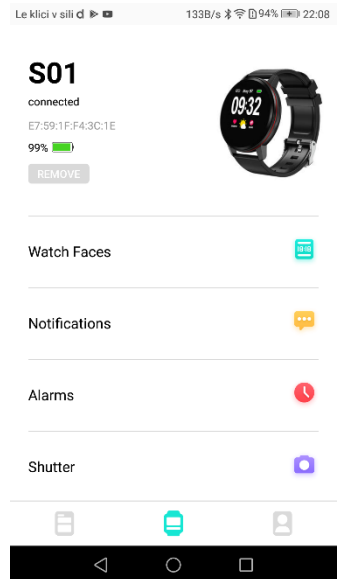 Le klici v sili d 133B/s 94% 22:08
S01
connected
E7:59:1F:F4:3C:1E
99%
REMOVE
09:32
Watch Faces
Notifications
Alarms
Shutter